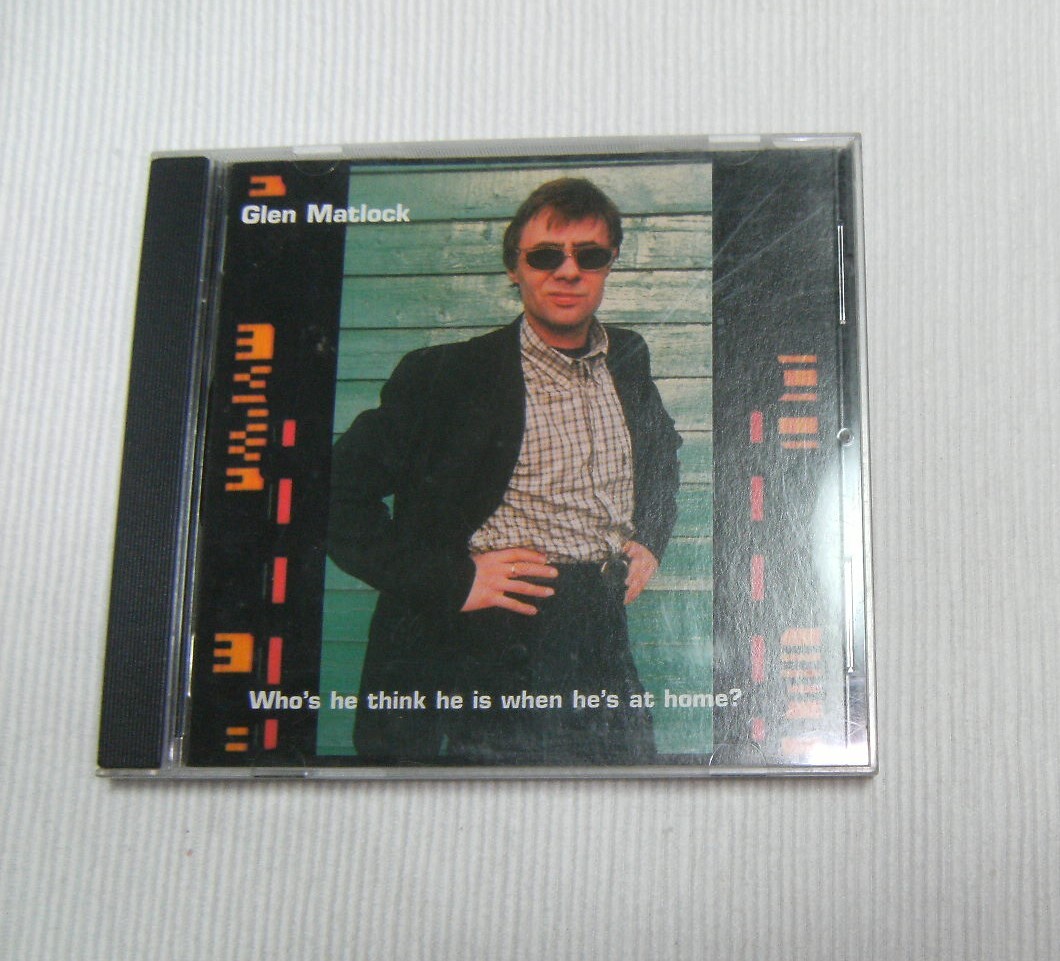 Glen Matlock
Who's he think he is when he's at home?